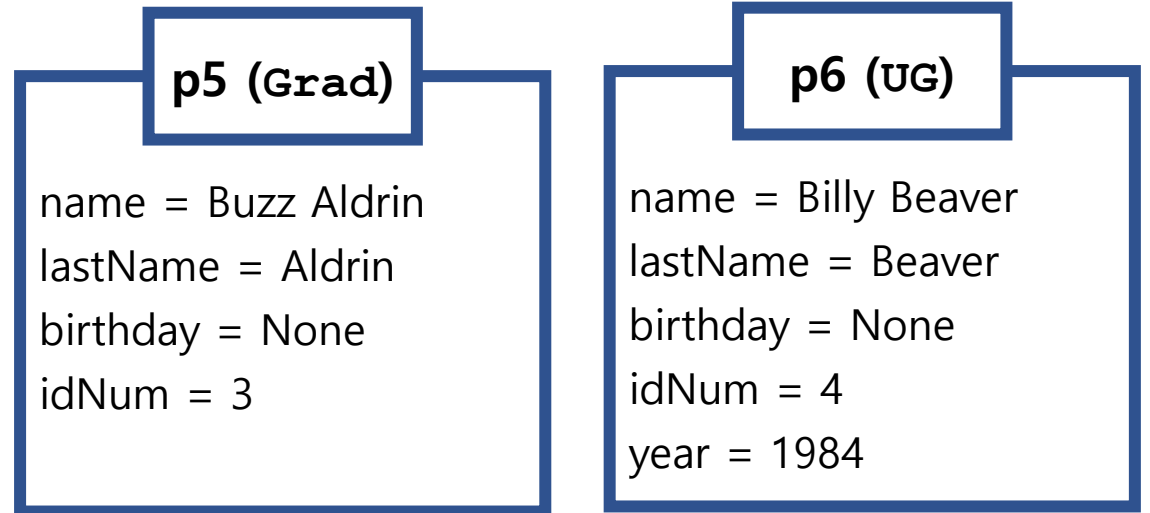 p5 (Grad)
name = Buzz Aldrin
lastName = Aldrin
birthday = None
idNum = 3
p6 (UG)
name = Billy Beaver
lastName = Beaver
birthday = None
idNum = 4
year = 1984